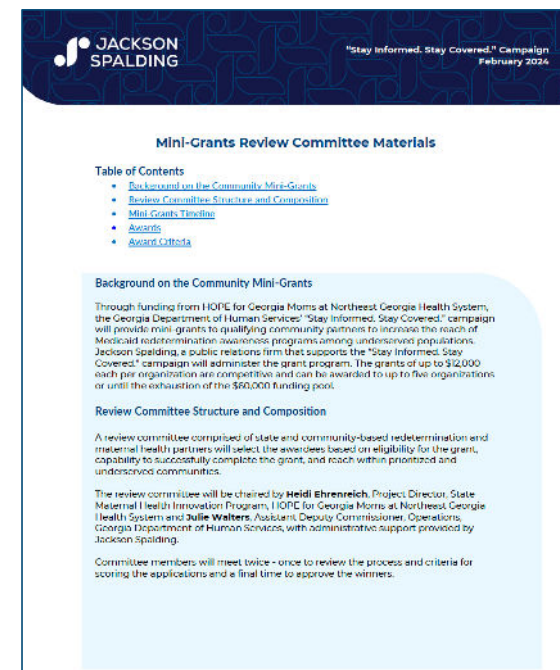 JACKSON
SPALDING
"Stay Informed. Stay Covered." Campaign
February 2024
Mini-Grants Review Committee Materials
Table of Contents
• Background on the Community Mini-Grants
• Review Committee Structure and Composition
• Mini-Grants Timeline
• Awards
• Award Criteria
Background on the Community Mini-Grants
Through funding from HOPE for Georgia Moms at Northeast Georgia Health System,
the Georgia Department of Human Services' "Stay Informed. Stay Covered." campaign
will provide mini-grants to qualifying community partners to increase the reach of
Medicaid redetermination awareness programs among underserved populations.
Jackson Spalding, a public relations firm that supports the "Stay Informed. Stay
Covered." campaign will administer the grant program. The grants of up to $12,000
each per organization are competitive and can be awarded to up to five organizations
or until the exhaustion of the $60,000 funding pool.
Review Committee Structure and Composition
A review committee comprised of state and community-based redetermination and
maternal health partners will select the awardees based on eligibility for the grant,
capability to successfully complete the grant, and reach within prioritized and
underserved communities.
The review committee will be chaired by Heidi Ehrenreich, Project Director, State
Maternal Health Innovation Program, HOPE for Georgia Moms at Northeast Georgia
Health System and Julie Walters, Assistant Deputy Commissioner, Operations,
Georgia Department of Human Services, with administrative support provided by
Jackson Spalding.
Committee members will meet twice - once to review the process and criteria for
scoring the applications and a final time to approve the winners.